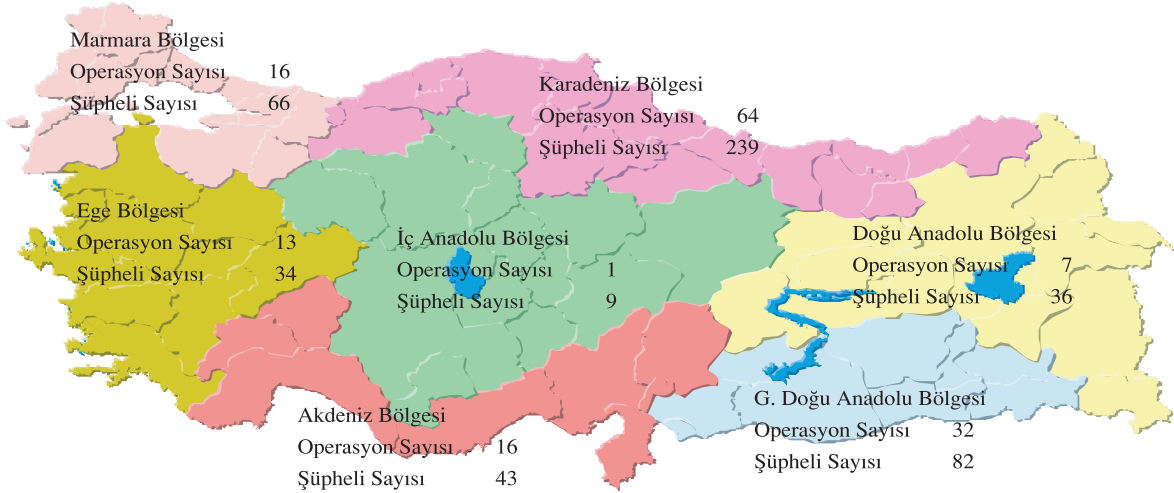 Marmara Bölgesi
Operasyon Sayısı 16
Şüpheli Sayısı 66
Karadeniz Bölgesi
Operasyon Sayısı 64
Şüpheli Sayısı 239
Ege Bölgesi
Operasyon Sayısı 13
Şüpheli Sayısı 34
İç Anadolu Bölgesi
Operasyon Sayısı 1
Şüpheli Sayısı 9
Doğu Anadolu Bölgesi
Operasyon Sayısı 7
Şüpheli Sayısı 36
Akdeniz Bölgesi
Operasyon Sayısı 16
Şüpheli Sayısı 43
G. Doğu Anadolu Bölgesi
Operasyon Sayısı 32
Şüpheli Sayısı 82